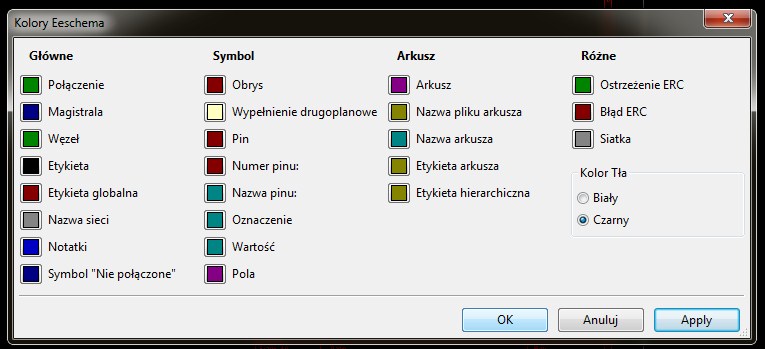 Kolory Eeschema
Główne
Połączenie
Magistrala
Węzeł
Etykieta
Etykieta globalna
Nazwa sieci
Notatki
Symbol "Nie połączone"
Symbol
Obrys
Wypełnienie drugoplanowe
Pin
Numer pinu:
Nazwa pinu:
Oznaczenie
Wartość
Pola
Arkusz
Arkusz
Nazwa pliku arkusza
Nazwa arkusza
Etykieta arkusza
Etykieta hierarchiczna
Różne
Ostrzeżenie ERC
Błąd ERC
Siatka
Kolor Tła
Biały
Czarny
OK
Anuluj
Apply